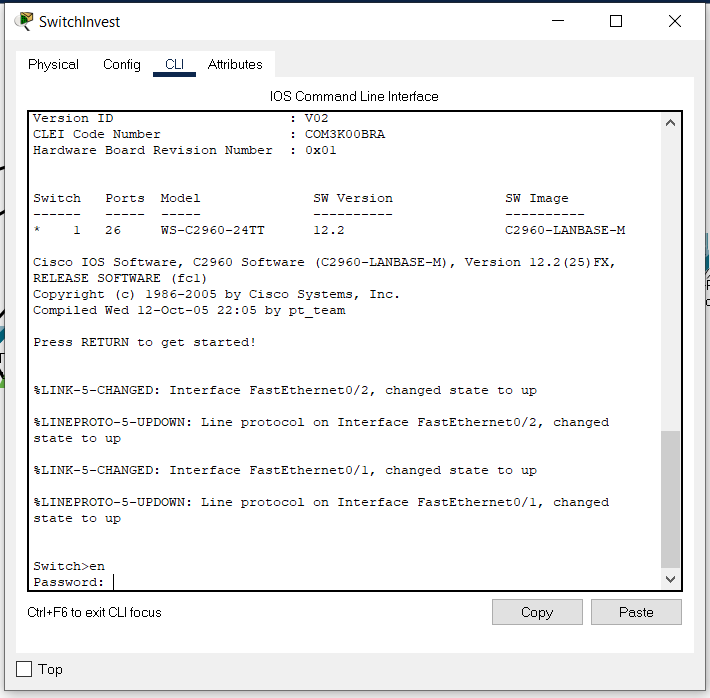 SwitchInvest
Physical Config CLI Attributes
IOS Command Line Interface
Version ID : V02
CLEI Code Number : COM3K00BRA
Hardware Board Revision Number : 0x01
Switch Ports Model SW Version SW Image
------ ----- ----- ---------- ----------
* 1 26 WS-C2960-24TT 12.2 C2960-LANBASE-M
Cisco IOS Software, C2960 Software (C2960-LANBASE-M), Version 12.2(25)FX,
RELEASE SOFTWARE (fc1)
Copyright (c) 1986-2005 by Cisco Systems, Inc.
Compiled Wed 12-Oct-05 22:05 by pt_team
Press RETURN to get started!
%LINK-5-CHANGED: Interface FastEthernet0/2, changed state to up
%LINEPROTO-5-UPDOWN: Line protocol on Interface FastEthernet0/2, changed
state to up
%LINK-5-CHANGED: Interface FastEthernet0/1, changed state to up
%LINEPROTO-5-UPDOWN: Line protocol on Interface FastEthernet0/1, changed
state to up
Switch>en
Password:
Ctrl+F6 to exit CLI focus
Copy Paste
Top